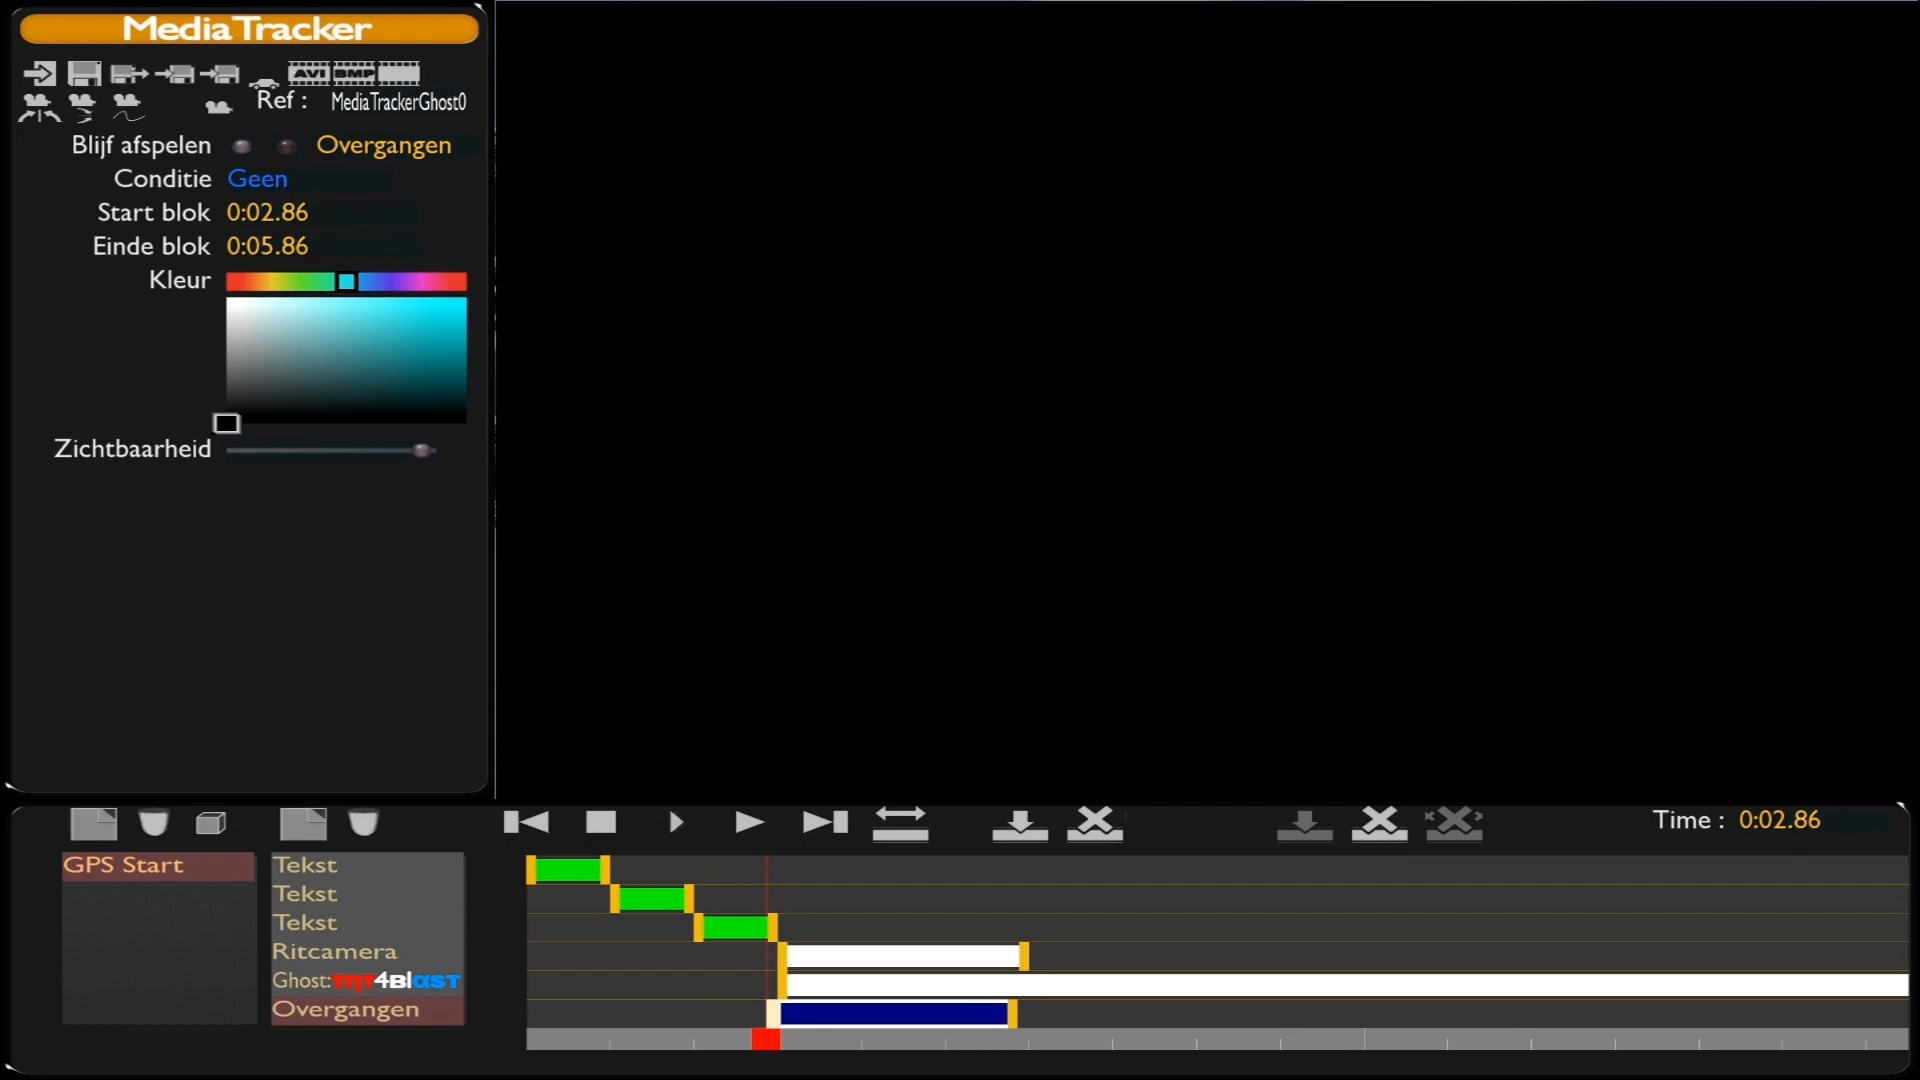 MediaTracker
AVI BMP
Ref : MediaTrackerGhost0
Blijf afspelen Overgangen
Conditie Geen
Start blok 0:02.86
Einde blok 0:05.86
Kleur
Zichtbaarheid
Time : 0:02.86
GPS Start
Tekst
Tekst
Tekst
Ritcamera
Ghost:
Overgangen